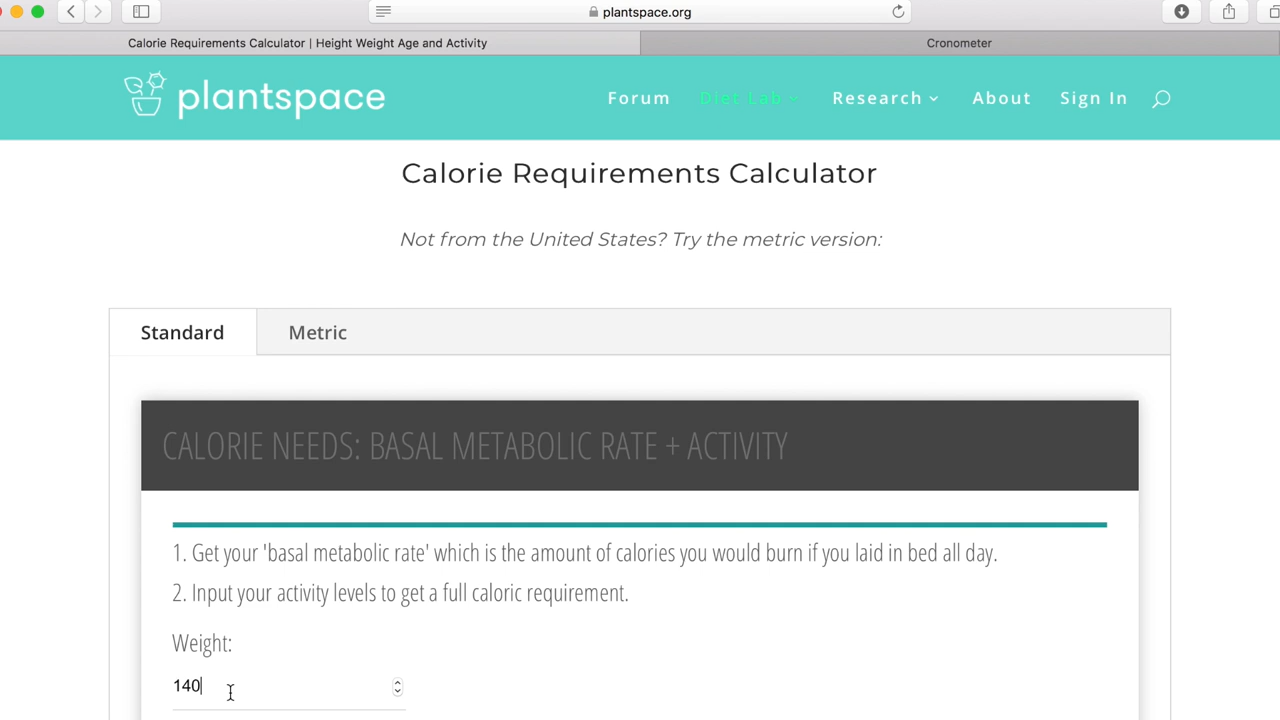 plantspace.org
Calorie Requirements Calculator | Height Weight Age and Activity
Cronometer
plantspace
Forum
Diet Lab
Research
About
Sign In
Calorie Requirements Calculator
Not from the United States? Try the metric version:
Standard
Metric
CALORIE NEEDS: BASAL METABOLIC RATE + ACTIVITY
1. Get your 'basal metabolic rate' which is the amount of calories you would burn if you laid in bed all day.
2. Input your activity levels to get a full caloric requirement.
Weight:
140